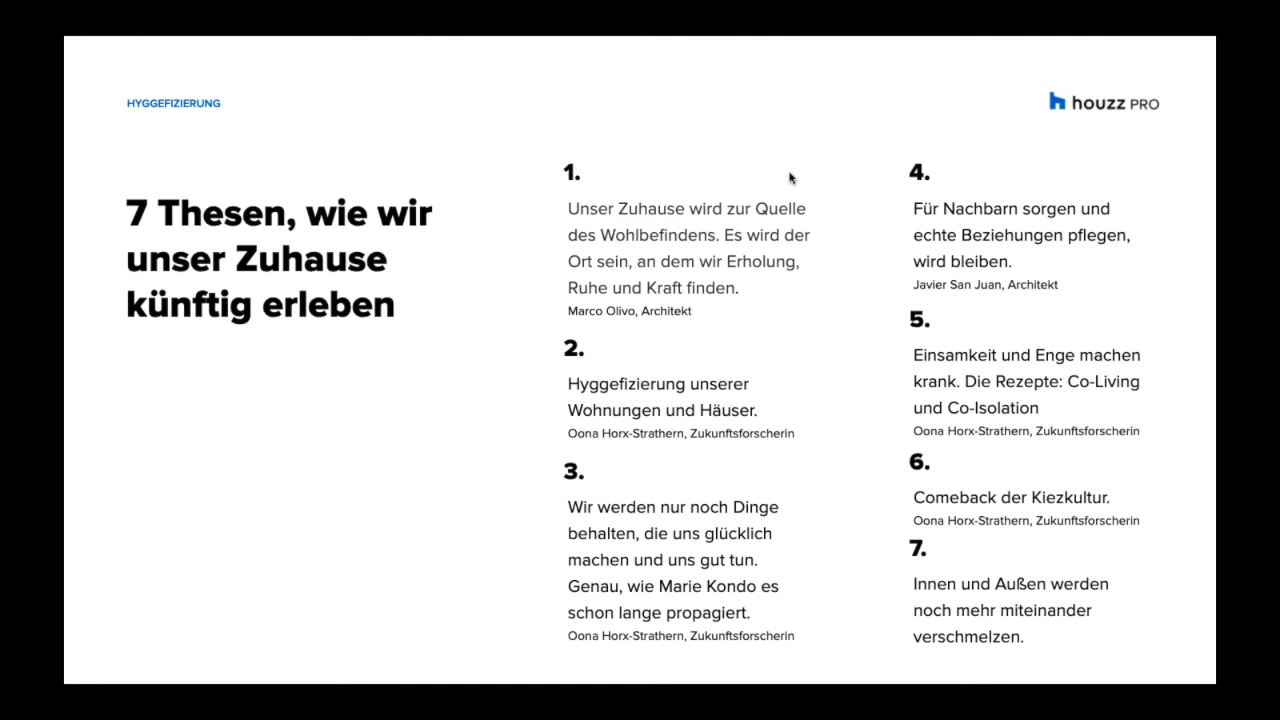 HYGGEFIZIERUNG
houzz PRO
7 Thesen, wie wir
unser Zuhause
künftig erleben
1.
Unser Zuhause wird zur Quelle
des Wohlbefindens. Es wird der
Ort sein, an dem wir Erholung,
Ruhe und Kraft finden.
Marco Olivo, Architekt
2.
Hyggefizierung unserer
Wohnungen und Häuser.
Oona Horx-Strathern, Zukunftsforscherin
3.
Wir werden nur noch Dinge
behalten, die uns glücklich
machen und uns gut tun.
Genau, wie Marie Kondo es
schon lange propagiert.
Oona Horx-Strathern, Zukunftsforscherin
4.
Für Nachbarn sorgen und
echte Beziehungen pflegen,
wird bleiben.
Javier San Juan, Architekt
5.
Einsamkeit und Enge machen
krank. Die Rezepte: Co-Living
und Co-Isolation
Oona Horx-Strathern, Zukunftsforscherin
6.
Comeback der Kiezkultur.
Oona Horx-Strathern, Zukunftsforscherin
7.
Innen und Außen werden
noch mehr miteinander
verschmelzen.